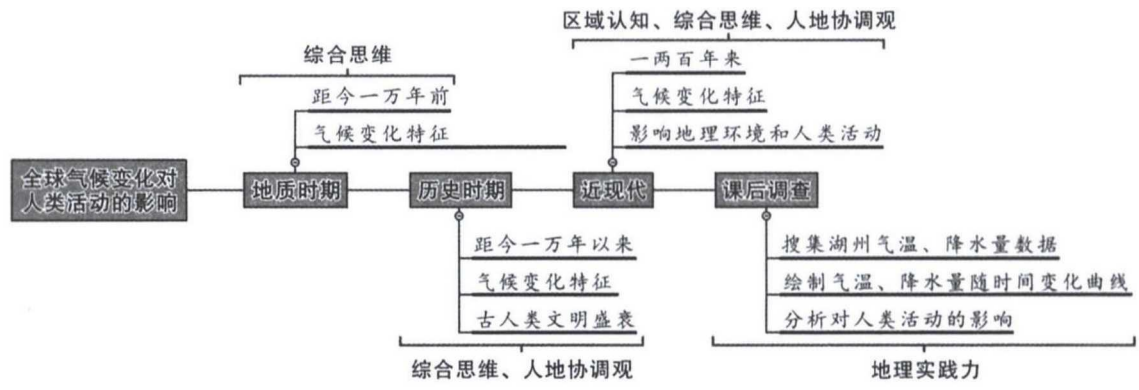 区域认知、综合思维、人地协调观
一两百年来
气候变化特征
影响地理环境和人类活动
综合思维
距今一万年前
气候变化特征
全球气候变化对
人类活动的影响
地质时期
历史时期
近现代
课后调查
距今一万年以来
气候变化特征
古人类文明盛衰
综合思维、人地协调观
搜集湖州气温、降水量数据
绘制气温、降水量随时间变化曲线
分析对人类活动的影响
地理实践力